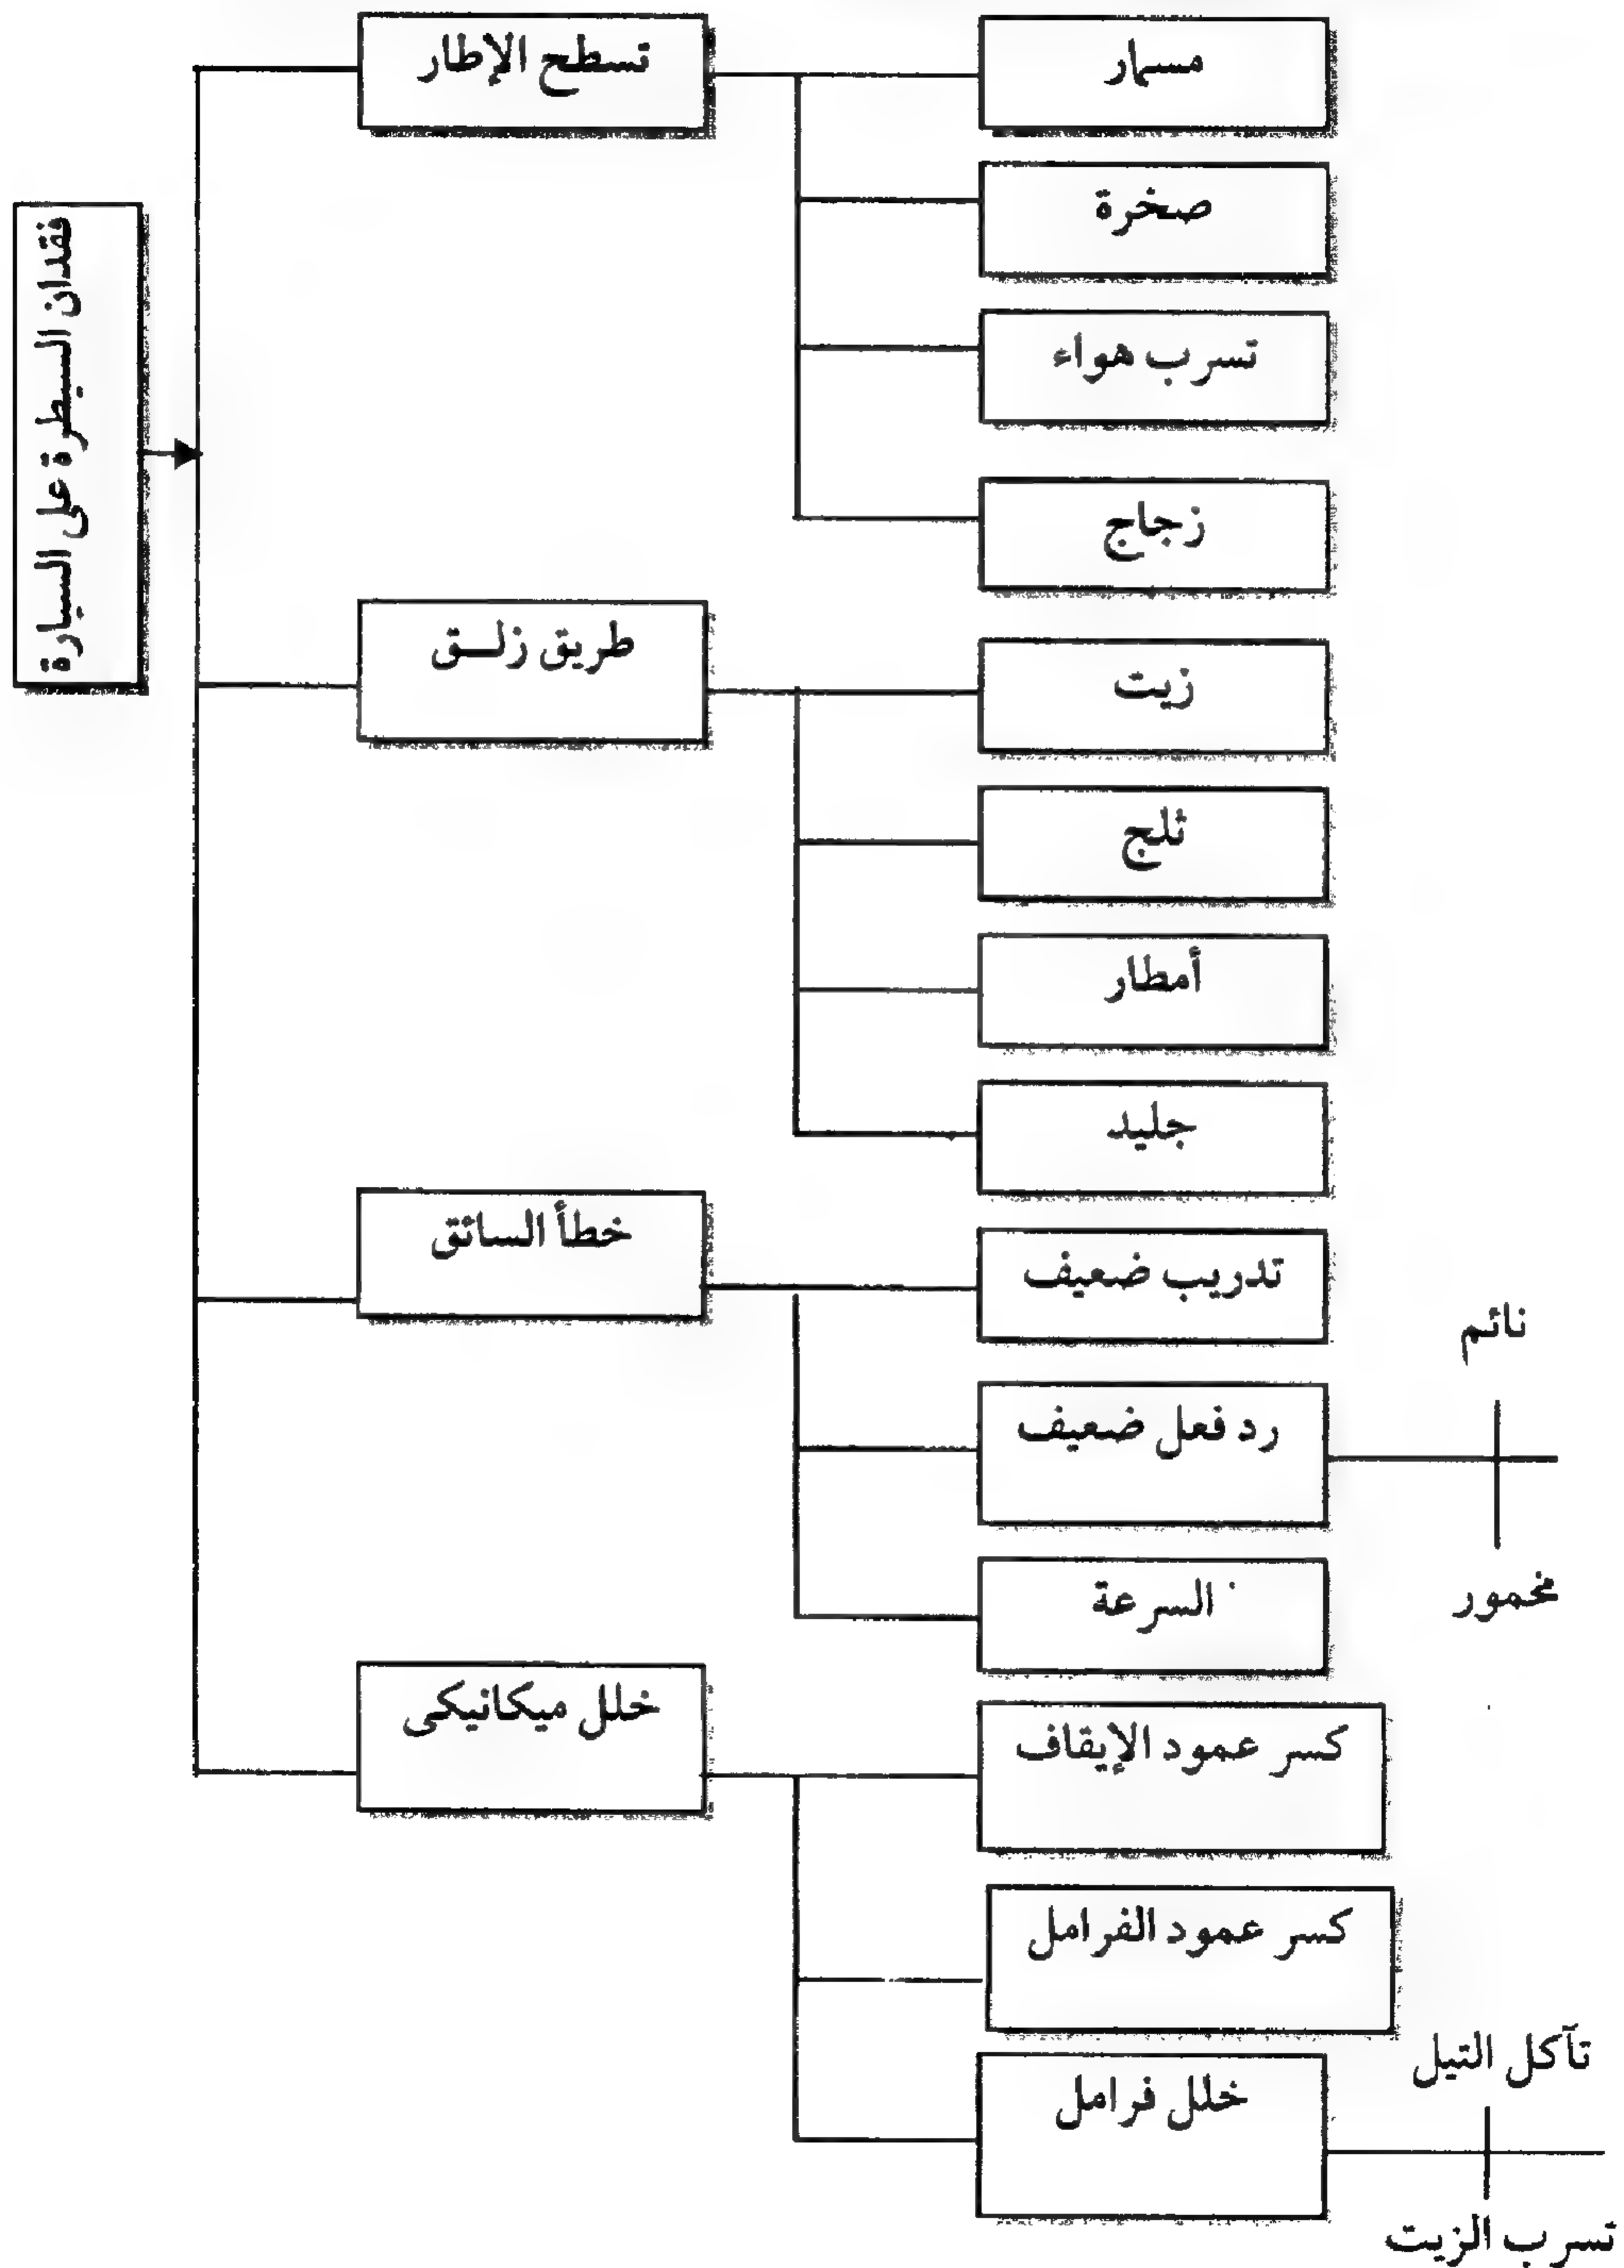 فقدان السيطرة على السيارة
تسطح الإطار
مسمار
صخرة
تسرب هواء
زجاج
طريق زلـق
زيت
ثلج
أمطار
جليد
خطأ السائق
تدريب ضعيف
رد فعل ضعيف
نائم
مخمور
السرعة
خلل ميكانيكى
كسر عمود الإيقاف
كسر عمود الفرامل
خلل فرامل
تآكل التيل
تسرب الزيت